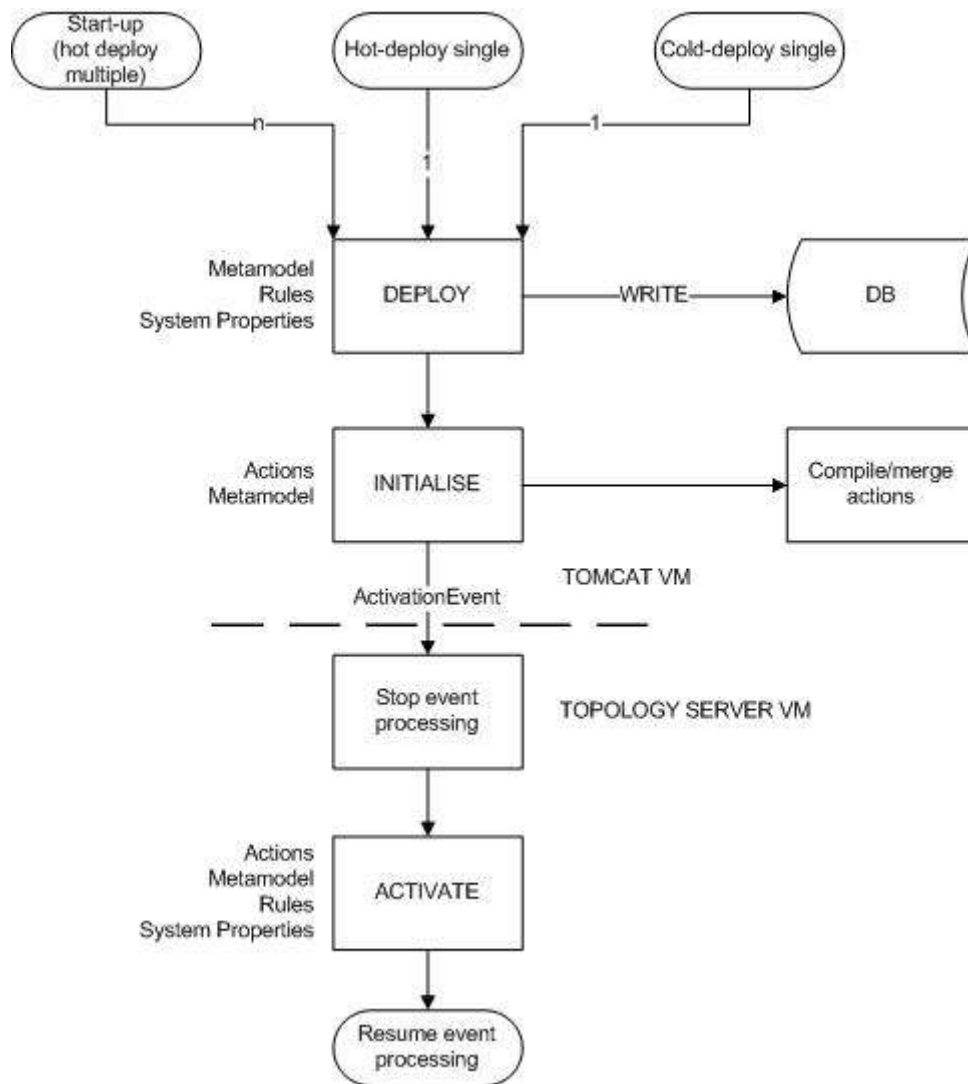 Start-up
(hot deploy
multiple)
Hot-deploy single
Cold-deploy single
n
1
1
Metamodel
Rules
System Properties
DEPLOY
WRITE
DB
Actions
Metamodel
INITIALISE
Compile/merge
actions
TOMCAT VM
ActivationEvent
Stop event
processing
TOPOLOGY SERVER VM
Actions
Metamodel
Rules
System Properties
ACTIVATE
Resume event
processing